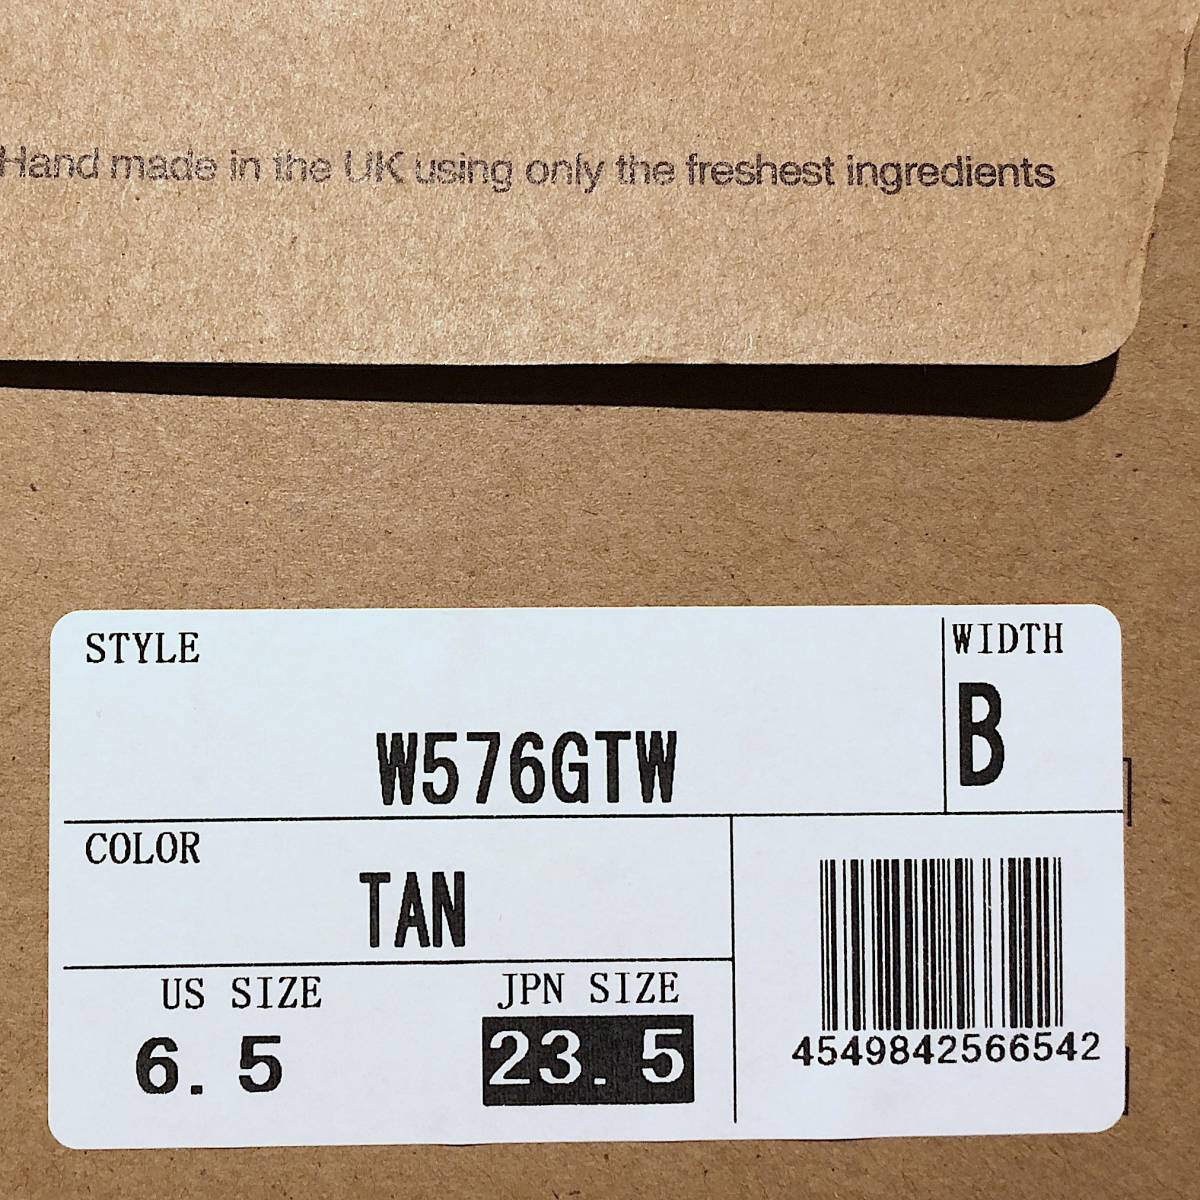 Hand made in the UK using only the freshest ingredients
STYLE
W576GTW
WIDTH
B
COLOR
TAN
US SIZE
6.5
JPN SIZE
23.5
4549842566542